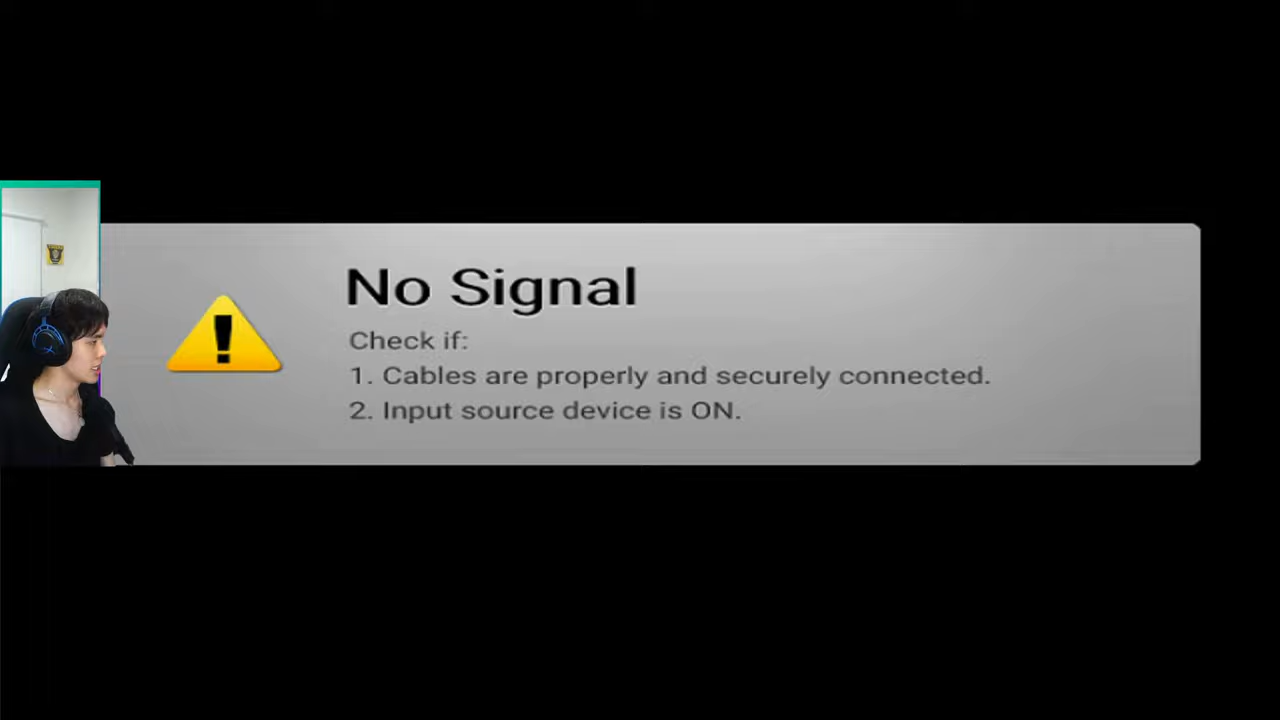 No Signal
Check if:
1. Cables are properly and securely connected.
2. Input source device is ON.